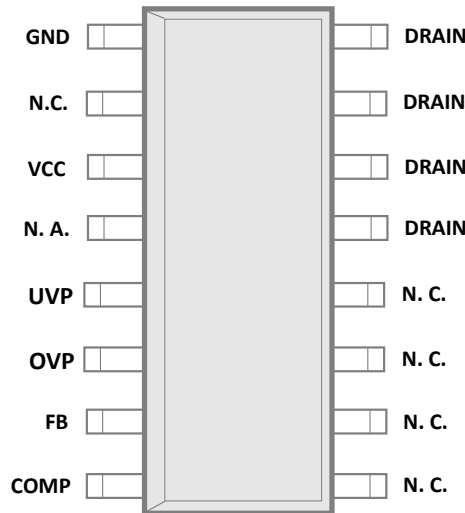 GND DRAIN
N.C. DRAIN
VCC DRAIN
N. A. DRAIN
UVP N. C.
OVP N. C.
FB N. C.
COMP N. C.